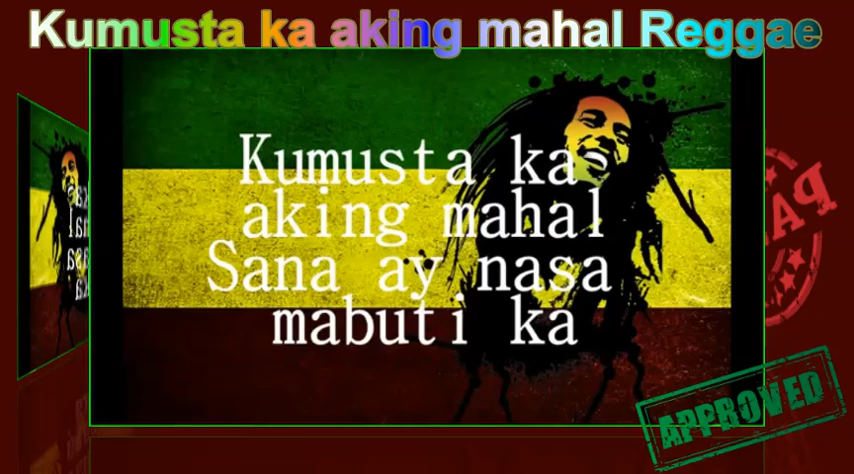 Kumusta ka aking mahal Reggae
Kumusta ka
aking mahal
Sana ay nasa
mabuti ka
APPROVED